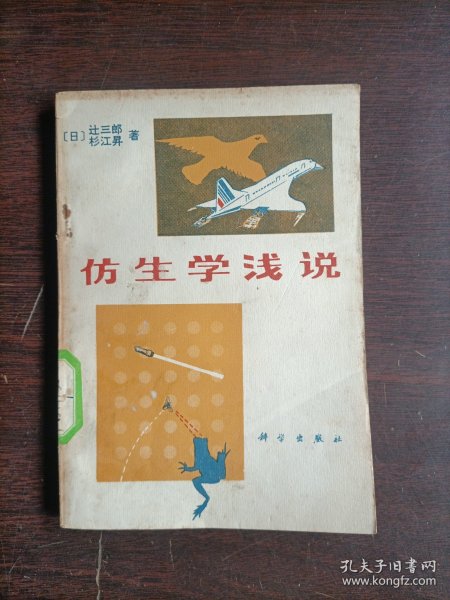 〔日〕辻三郎 著
杉江昇
仿生学浅说
科学出版社
孔夫子旧书网
www.kongfz.com